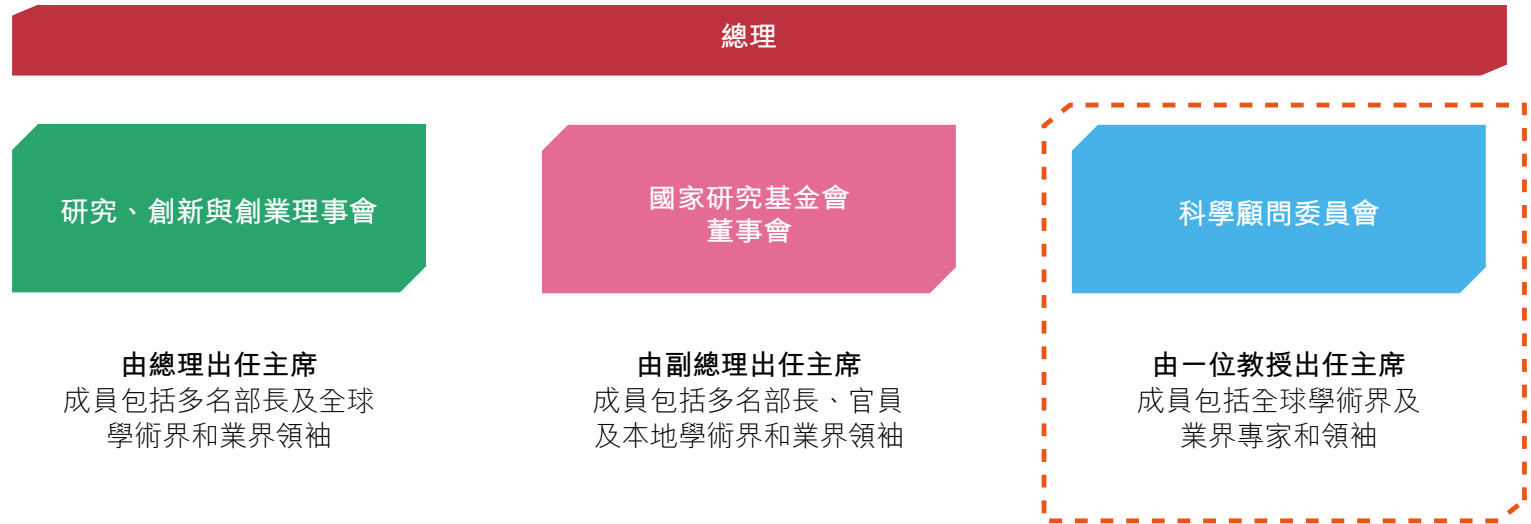 總理
研究、創新與創業理事會
國家研究基金會
董事會
科學顧問委員會
由總理出任主席
成員包括多名部長及全球
學術界和業界領袖
由副總理出任主席
成員包括多名部長、官員
及本地學術界和業界領袖
由一位教授出任主席
成員包括全球學術界及
業界專家和領袖